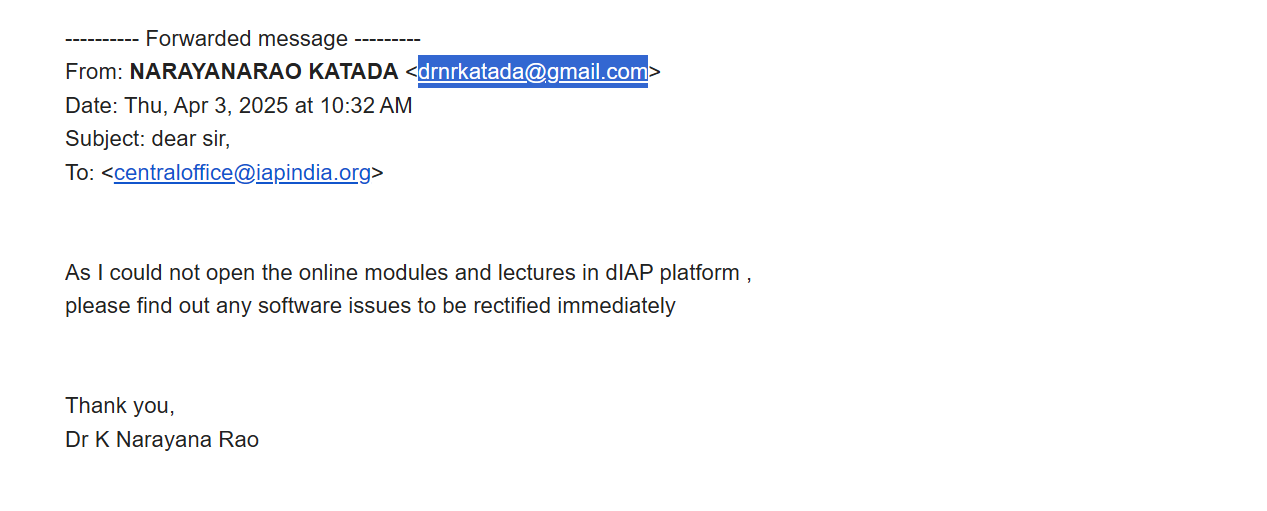 ---------- Forwarded message ---------
From: NARAYANARAO KATADA <drnrkatada@gmail.com>
Date: Thu, Apr 3, 2025 at 10:32 AM
Subject: dear sir,
To: <centraloffice@iapindia.org>
As I could not open the online modules and lectures in dIAP platform ,
please find out any software issues to be rectified immediately
Thank you,
Dr K Narayana Rao